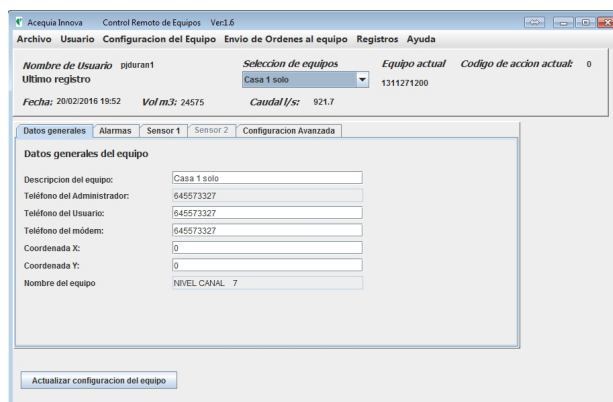 Acequia Innova Control Remoto de Equipos Ver:1.6
Archivo Usuario Configuracion del Equipo Envio de Ordenes al equipo Registros Ayuda
Nombre de Usuario pjduran1 Seleccion de equipos Equipo actual Codigo de accion actual: 0
Ultimo registro Casa 1 solo 1311271200
Fecha: 20/02/2016 19:52 Vol m3: 24575 Caudal l/s: 921.7
Datos generales Alarmas Sensor 1 Sensor 2 Configuracion Avanzada
Datos generales del equipo
Descripcion del equipo: Casa 1 solo
Teléfono del Administrador: 645573327
Teléfono del Usuario: 645573327
Teléfono del módem: 645573327
Coordenada X: 0
Coordenada Y: 0
Nombre del equipo NIVEL CANAL 7
Actualizar configuracion del equipo